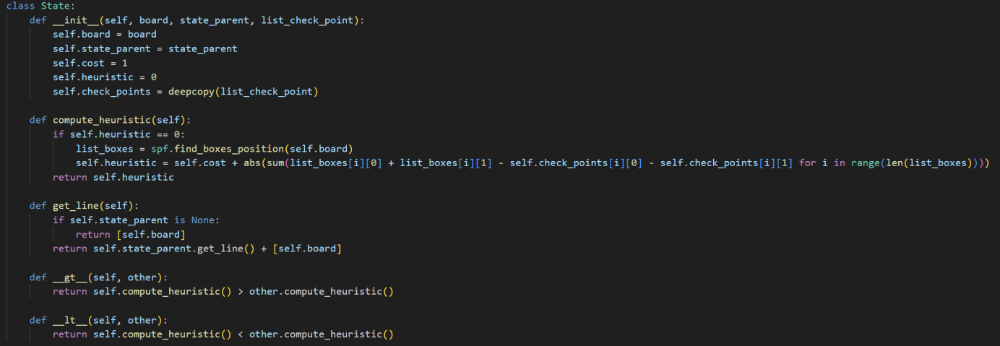 class State:
    def __init__(self, board, state_parent, list_check_point):
        self.board = board
        self.state_parent = state_parent
        self.cost = 1
        self.heuristic = 0
        self.check_points = deepcopy(list_check_point)

    def compute_heuristic(self):
        if self.heuristic == 0:
            list_boxes = spf.find_boxes_position(self.board)
            self.heuristic = self.cost + abs(sum(list_boxes[i][0] + list_boxes[i][1] - self.check_points[i][0] - self.check_points[i][1] for i in range(len(list_boxes))))
        return self.heuristic

    def get_line(self):
        if self.state_parent is None:
            return [self.board]
        return self.state_parent.get_line() + [self.board]

    def __gt__(self, other):
        return self.compute_heuristic() > other.compute_heuristic()

    def __lt__(self, other):
        return self.compute_heuristic() < other.compute_heuristic()